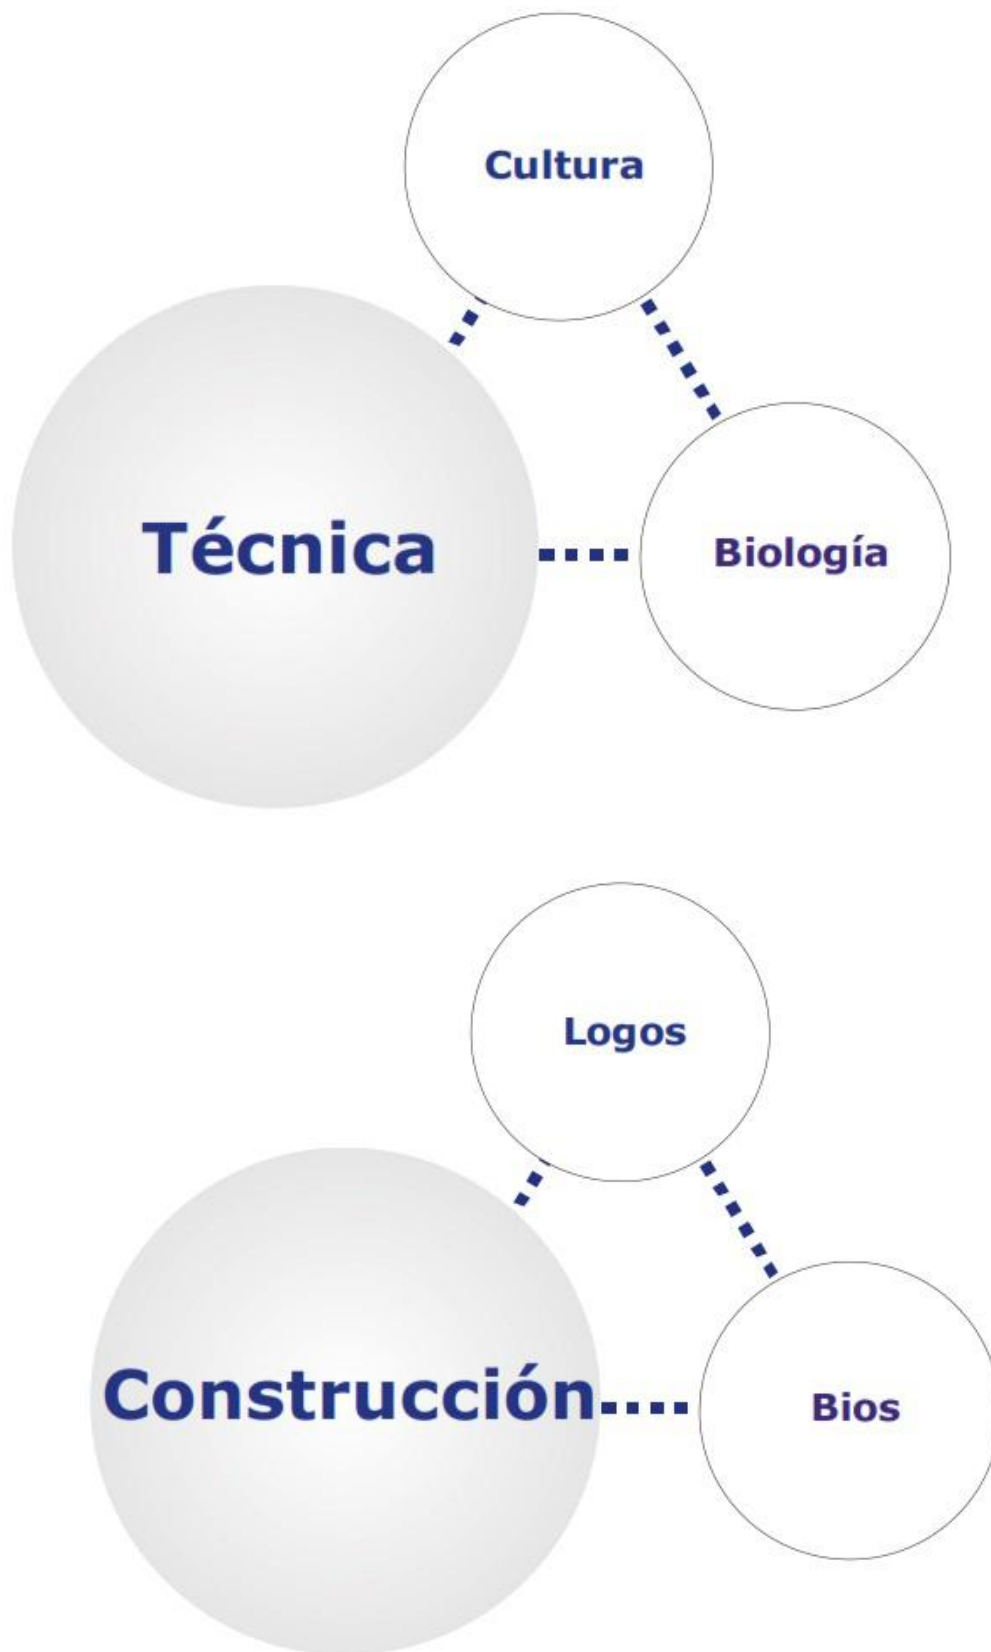 Cultura
Técnica
Biología
Logos
Construcción
Bios